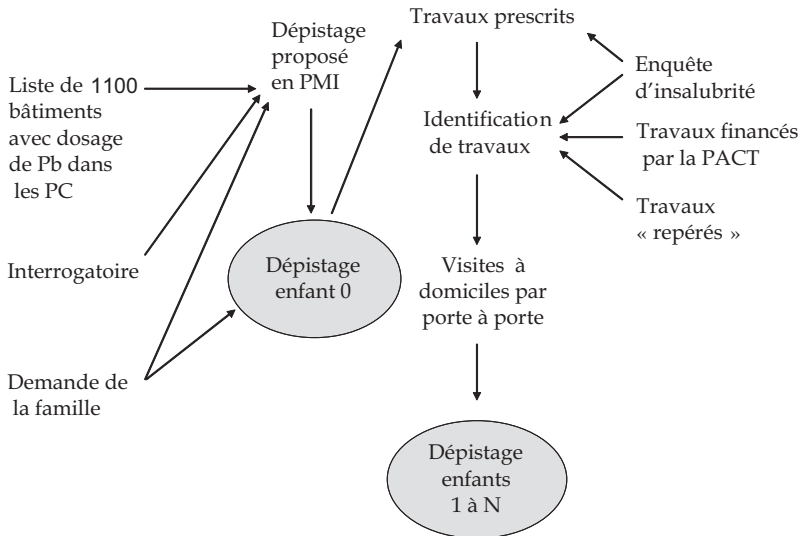 Travaux prescrits
Dépistage
proposé
en PMI
Enquête
d'insalubrité
Liste de 1100
bâtiments
avec dosage
de Pb dans
les PC
Identification
de travaux
Travaux financés
par la PACT
Travaux
« repérés »
Interrogatoire
Dépistage
enfant 0
Visites à
domiciles par
porte à porte
Demande de
la famille
Dépistage
enfants
1 à N